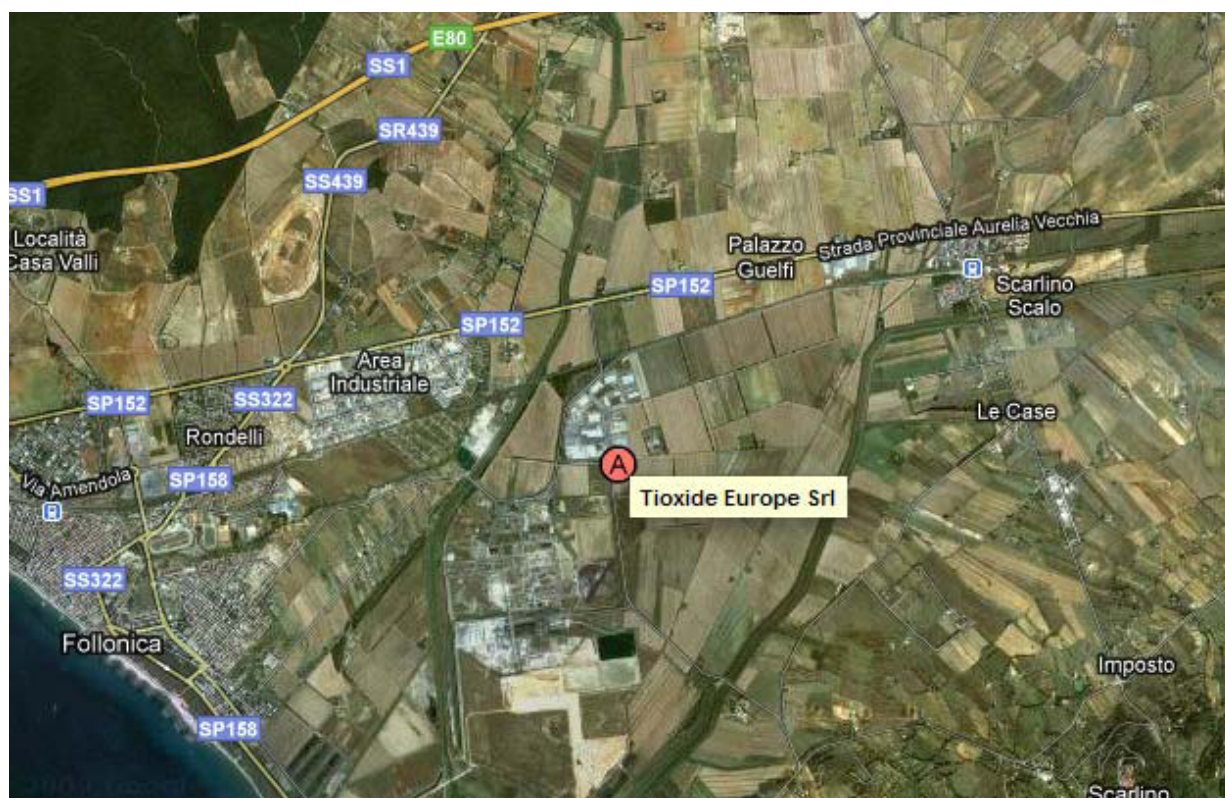 E80
SS1
SR439
SS439
SS1
Località
Casa Valli
Palazzo
Guelfi
Strada Provinciale Aurelia Vecchia
SP152
Scarlino
Scalo
SP152
Area
Industriale
SP152
SS322
Le Case
Rondelli
SP158
Via Amendola
A
Tioxide Europe Srl
SS322
Follonica
Imposto
SP158
Scarlino